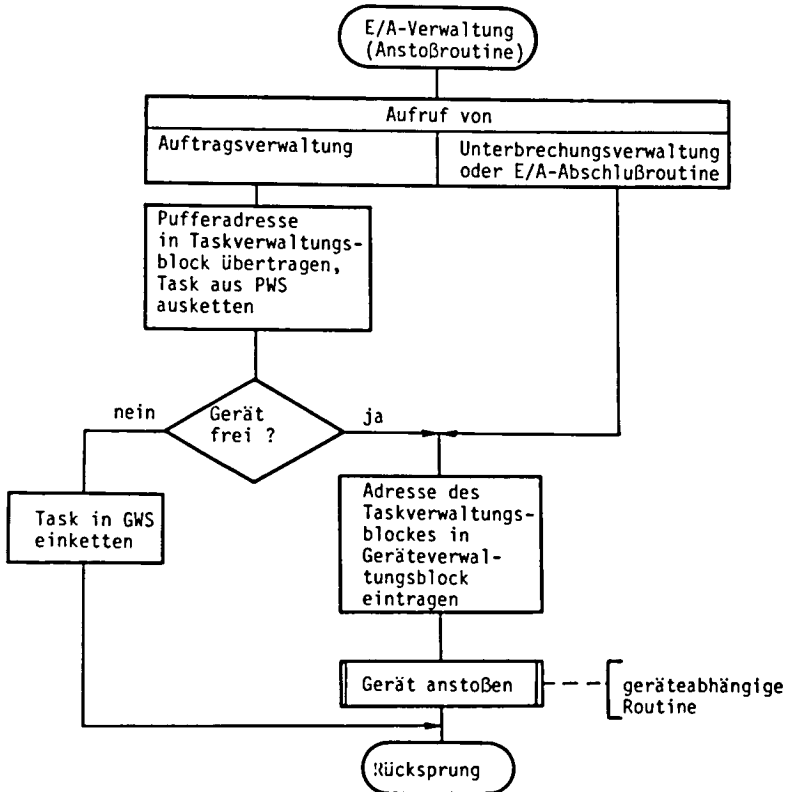 E/A-Verwaltung
(Anstoßroutine)
Aufruf von
Auftragsverwaltung
Unterbrechungsverwaltung
oder E/A-Abschlußroutine
Pufferadresse
in Taskverwaltungs-
block übertragen,
Task aus PWS
ausketten
nein
Gerät
frei ?
ja
Task in GWS
einketten
Adresse des
Taskverwaltungs-
blockes in
Geräteverwal-
tungsblock
eintragen
Gerät anstoßen
geräteabhängige
Routine
Rücksprung